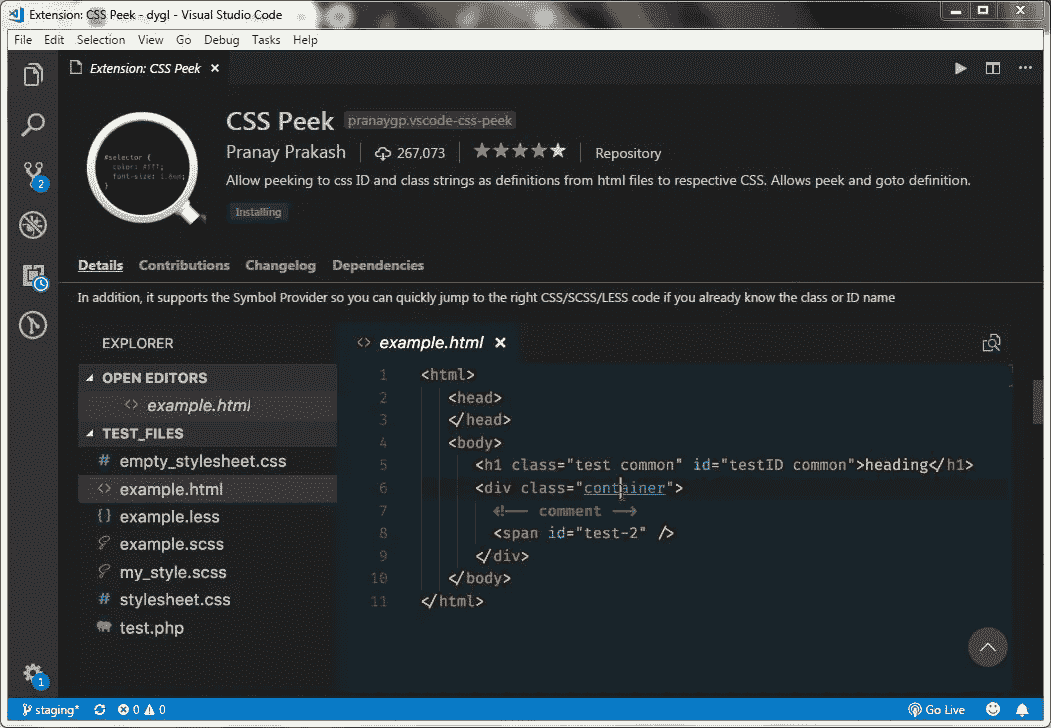 Extension: CSS Peek - dygl - Visual Studio Code
File Edit Selection View Go Debug Tasks Help
Extension: CSS Peek
CSS Peek pranaygp.vscode-css-peek
Pranay Prakash 267,073 Repository
Allow peeking to css ID and class strings as definitions from html files to respective CSS. Allows peek and goto definition.
Installing
#selector {
color: #fff;
font-size: 1.6em;
}
Details Contributions Changelog Dependencies
In addition, it supports the Symbol Provider so you can quickly jump to the right CSS/SCSS/LESS code if you already know the class or ID name
EXPLORER
OPEN EDITORS
example.html
TEST_FILES
# empty_stylesheet.css
<> example.html
{} example.less
example.scss
my_style.scss
# stylesheet.css
test.php
<> example.html
1 <html>
2 <head>
3 </head>
4 <body>
5 <h1 class="test common" id="testID common">heading</h1>
6 <div class="container">
7 <!-- comment -->
8 <span id="test-2" />
9 </div>
10 </body>
11 </html>
2
1
staging* 0 0 Go Live